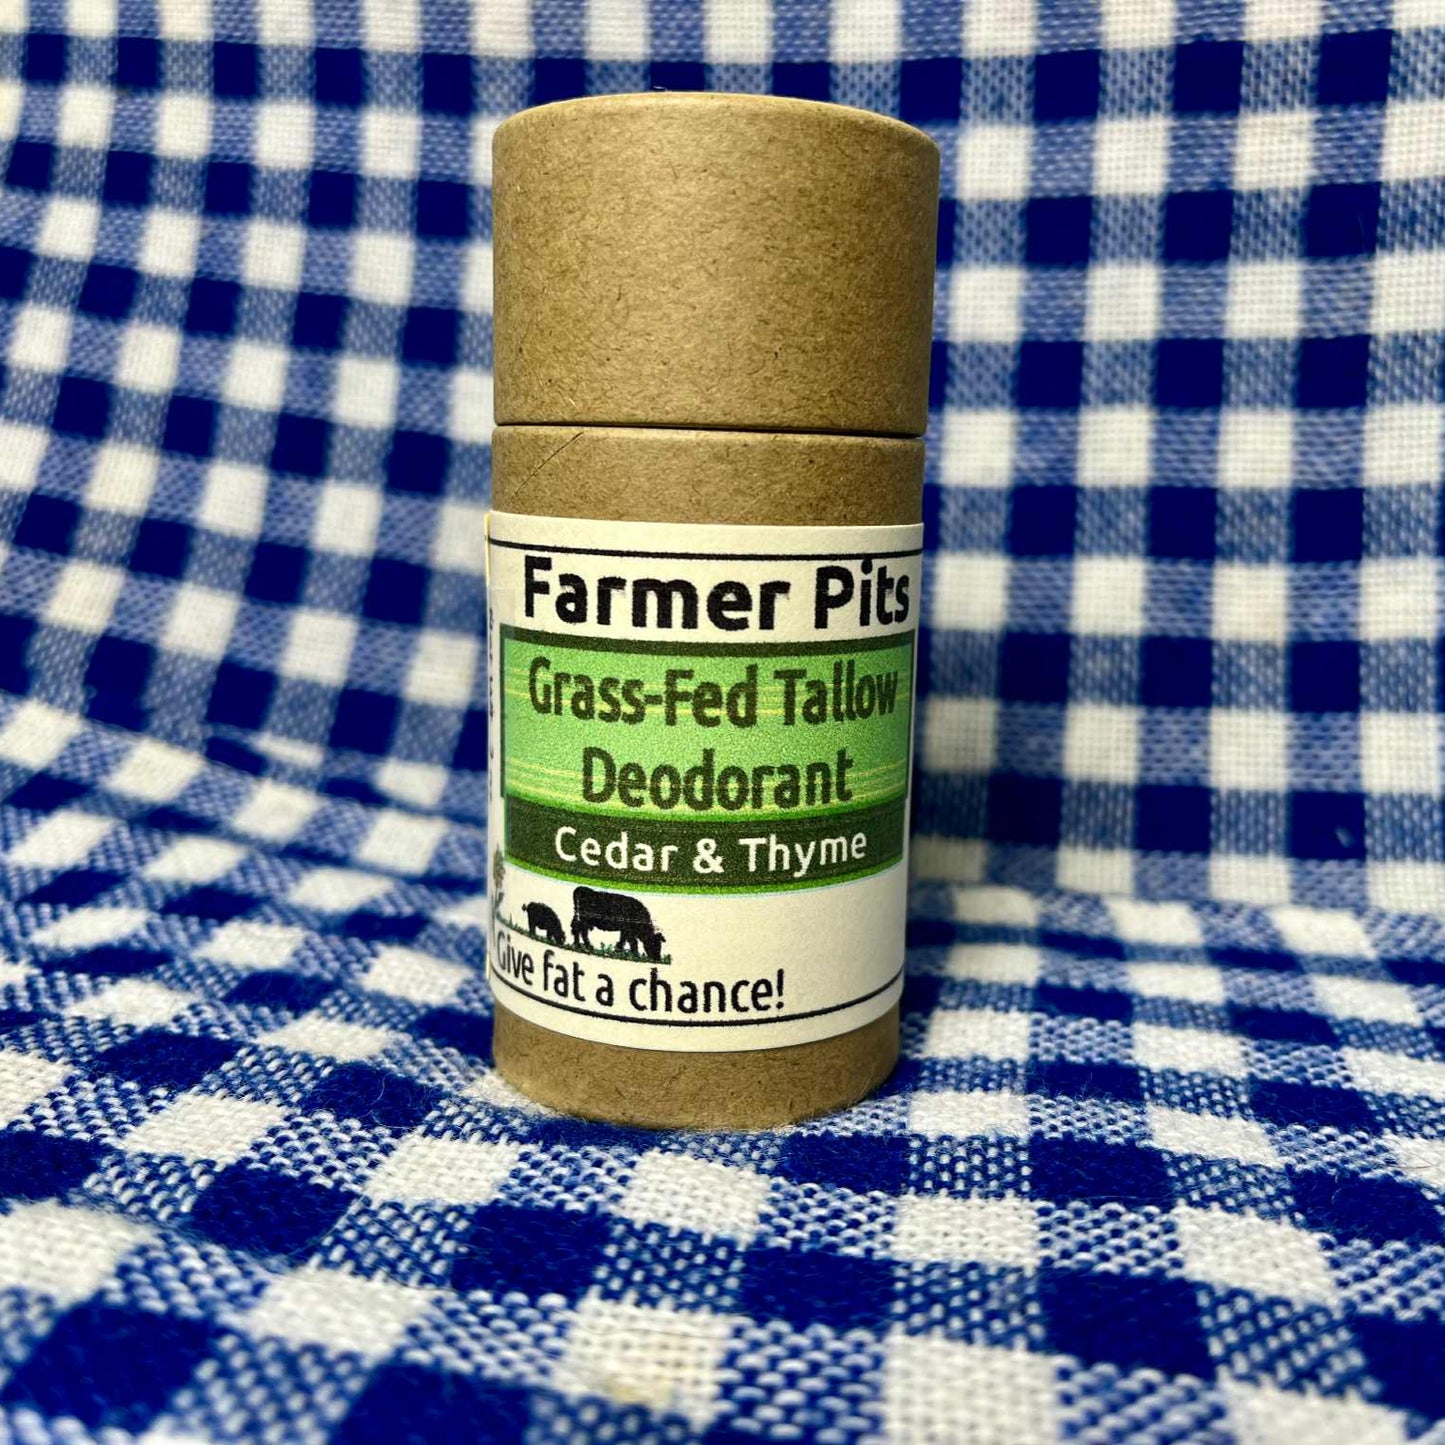 Farmer Pits
Grass-Fed Tallow
Deodorant
Cedar & Thyme
Give fat a chance!